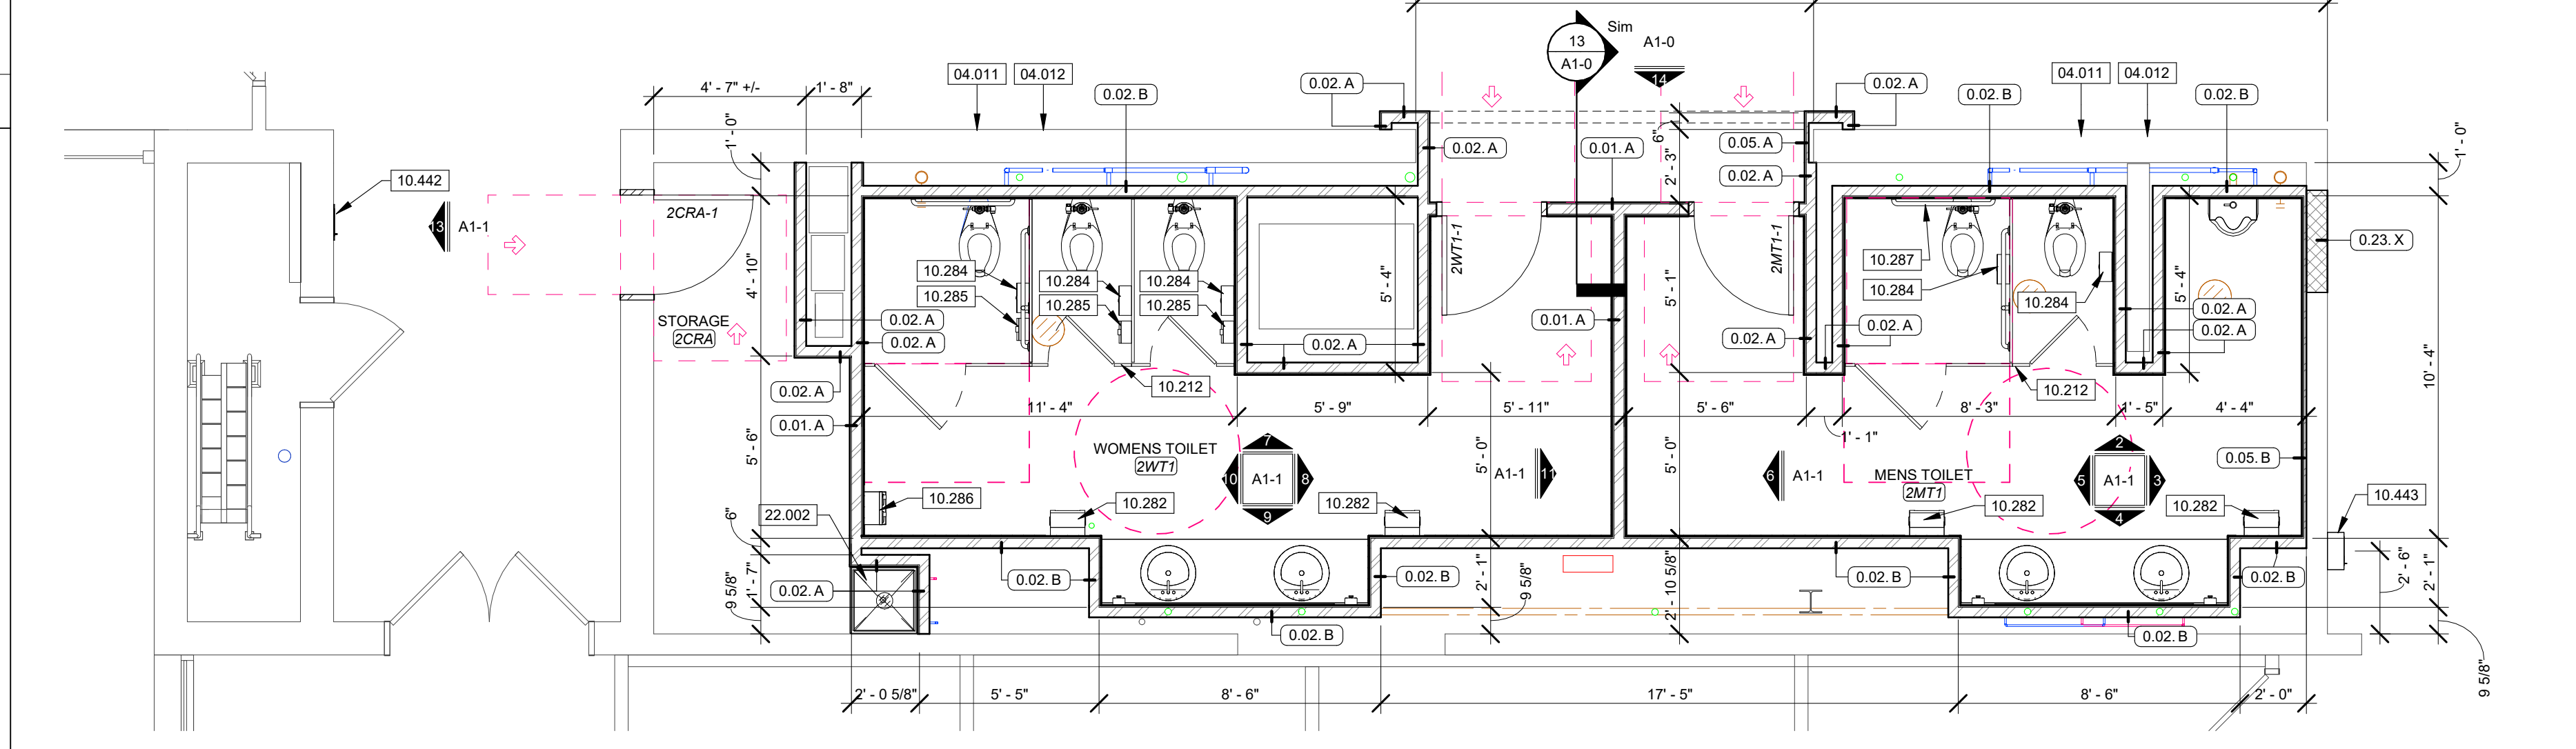 13
A1-0
Sim
A1-0
14
04.011
04.012
04.011
04.012
4' - 7" +/-
1' - 8"
0.02. B
0.02. A
0.02. A
0.02. B
0.02. B
1' - 0"
6"
2' - 3"
0.02. A
0.01. A
0.05. A
0.02. A
1' - 0"
10.442
2CRA-1
13
A1-1
2WT1-1
2MT1-1
0.23. X
4' - 10"
10.284
10.285
10.284
10.285
10.284
10.285
5' - 4"
5' - 1"
10.287
10.284
10.284
5' - 4"
STORAGE
2CRA
0.02. A
0.02. A
0.02. A
0.01. A
0.02. A
0.02. A
0.02. A
0.02. A
0.02. A
10.212
10.212
10' - 4"
11' - 4"
5' - 9"
5' - 11"
5' - 6"
1' - 1"
8' - 3"
1' - 5"
4' - 4"
0.01. A
5' - 6"
WOMENS TOILET
2WT1
7
10
A1-1
8
9
5' - 0"
A1-1
11
5' - 0"
6
A1-1
MENS TOILET
2MT1
2
5
A1-1
3
4
0.05. B
10.286
22.002
10.282
10.282
10.282
10.282
10.443
6"
1' - 7"
9 5/8"
0.02. A
0.02. B
0.02. B
2' - 1"
9 5/8"
2' - 10 5/8"
0.02. B
0.02. B
2' - 6"
2' - 1"
9 5/8"
0.02. B
0.02. B
2' - 0 5/8"
5' - 5"
8' - 6"
17' - 5"
8' - 6"
2' - 0"